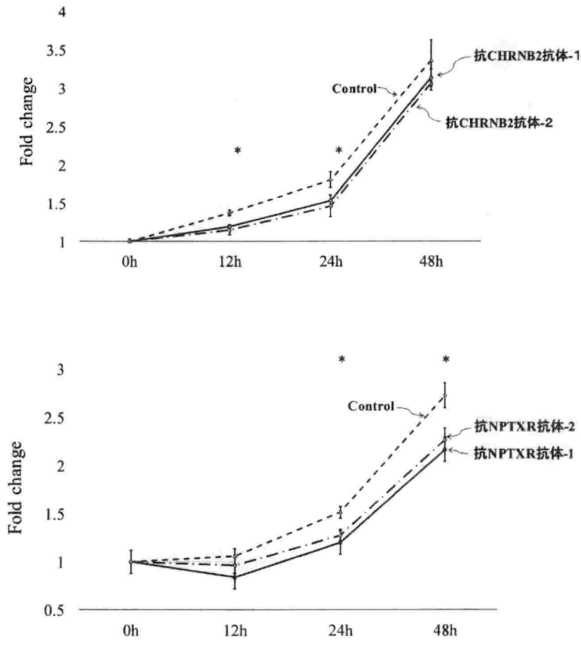 4
3.5
3
2.5
2
1.5
1
Fold change
Control
抗CHRNB2抗体-1
抗CHRNB2抗体-2
*
*
0h
12h
24h
48h
3
2.5
2
1.5
1
0.5
Fold change
*
*
Control
抗NPTXR抗体-2
抗NPTXR抗体-1
0h
12h
24h
48h